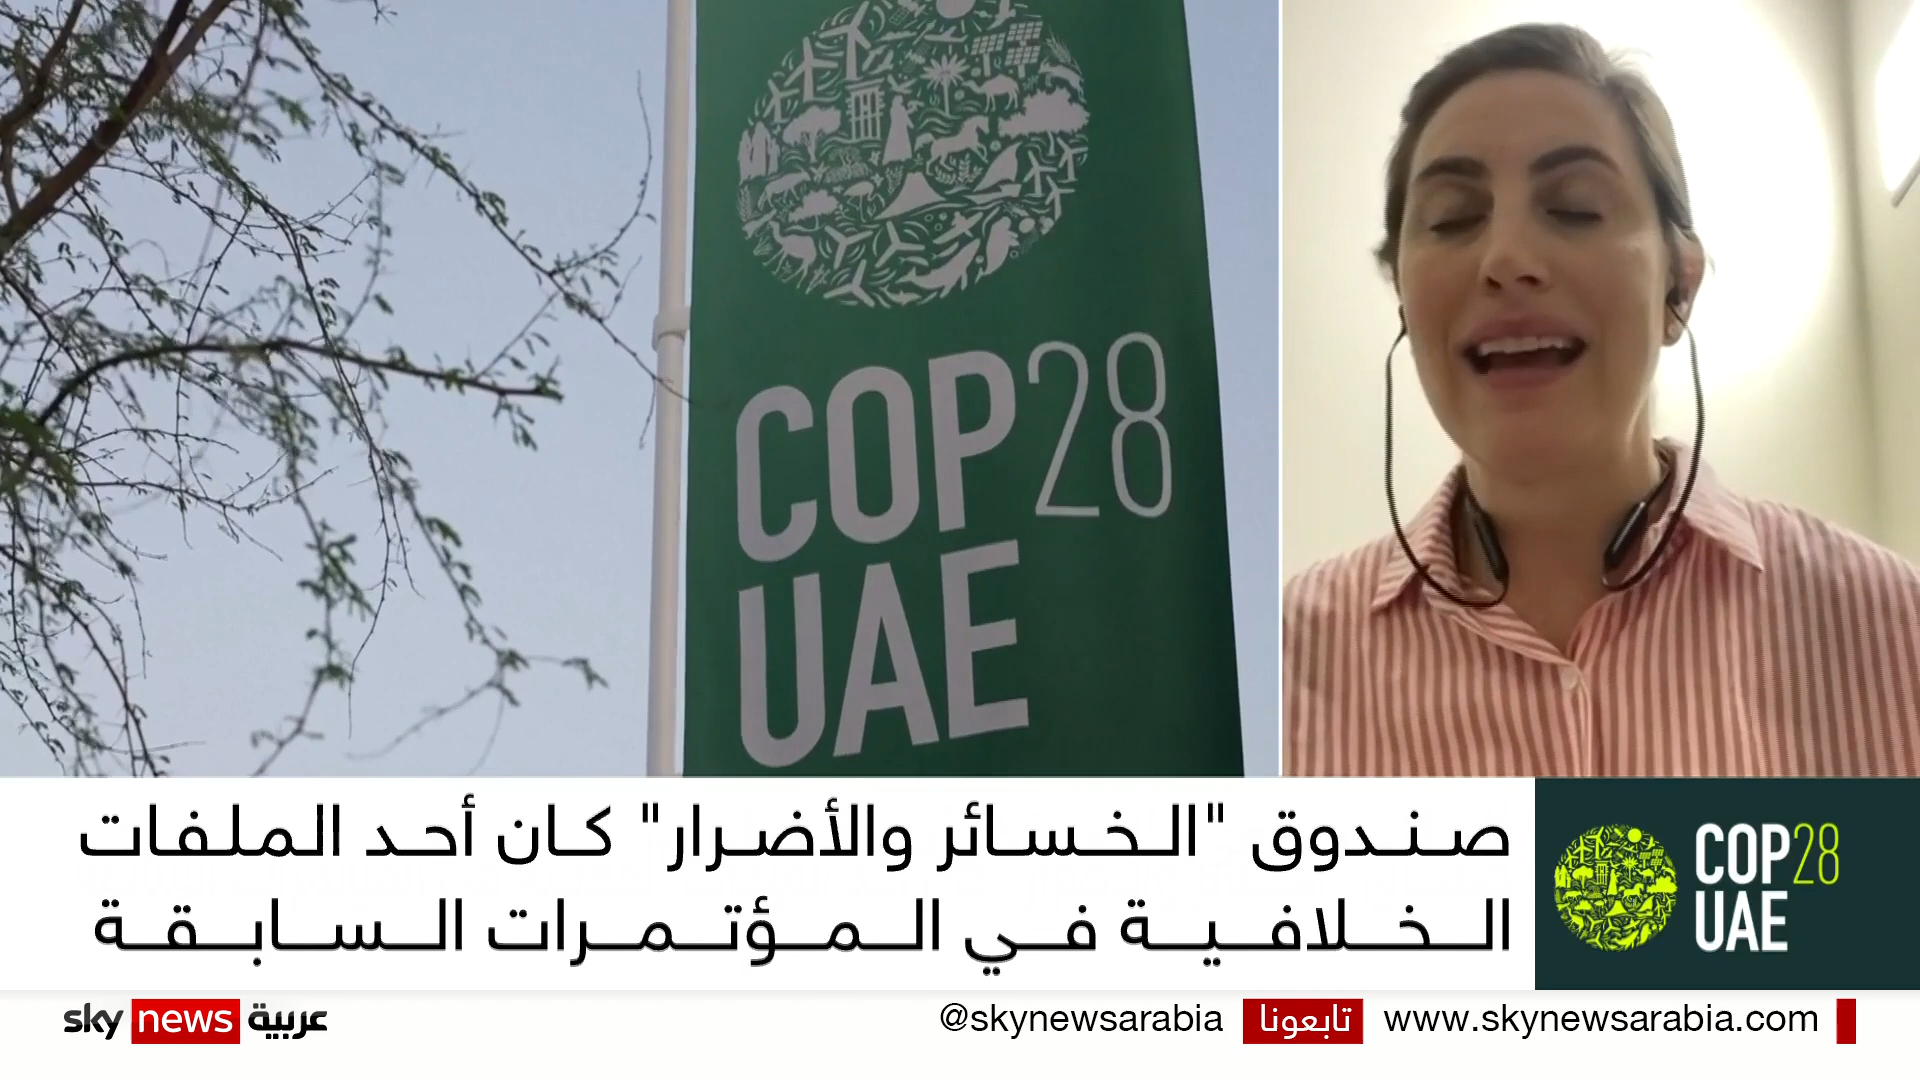 COP28
UAE
صندوق "الخسائر والأضرار" كان أحد الملفات
الخلافية في المؤتمرات السابقة
COP28
UAE
sky news عربية
@skynewsarabia تابعونا www.skynewsarabia.com